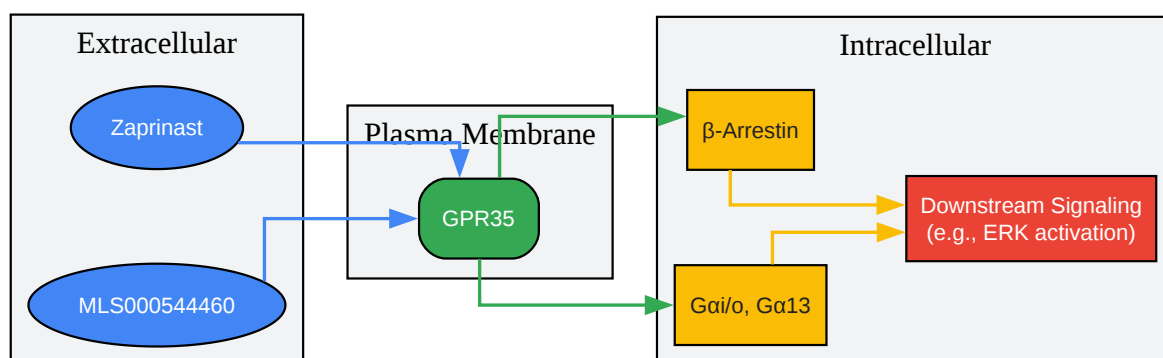 Extracellular
Zaprinast
MLS000544460
Plasma Membrane
GPR35
Intracellular
β-Arrestin
Gαi/o, Gα13
Downstream Signaling
(e.g., ERK activation)